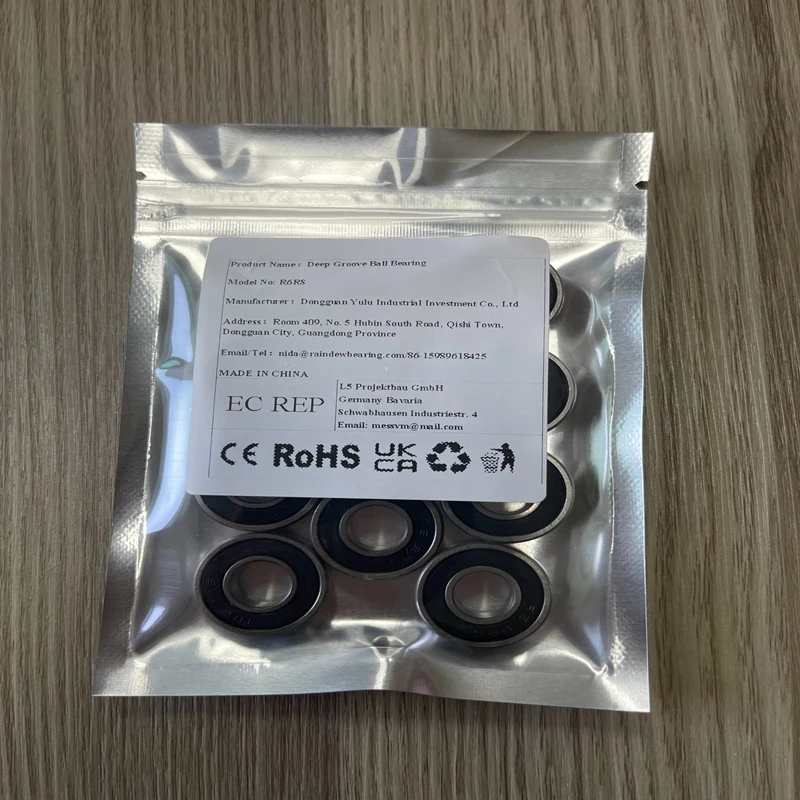 Product Name: Deep Groove Ball Bearing
Model No: R6RS
Manufacturer: Dongguan Yulu Industrial Investment Co., Ltd
Address: Room 409, No. 5 Hubin South Road, Qishi Town,
Dongguan City, Guangdong Province
Email/Tel: nida@raindewbearing.com/86-15989618425
MADE IN CHINA
EC REP
L5 Projektbau GmbH
Germany Bavaria
Schwabhausen Industriestr. 4
Email: messvm@mail.com
CE RoHS UK
CA